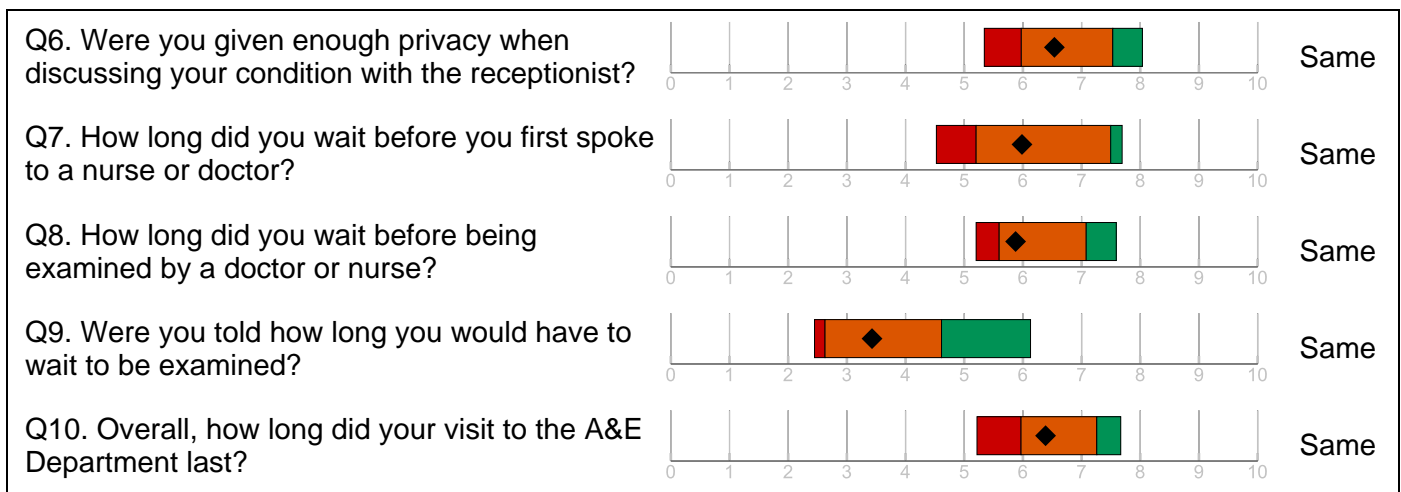 Q6. Were you given enough privacy when
discussing your condition with the receptionist?
0 1 2 3 4 5 6 7 8 9 10
Same
Q7. How long did you wait before you first spoke
to a nurse or doctor?
0 1 2 3 4 5 6 7 8 9 10
Same
Q8. How long did you wait before being
examined by a doctor or nurse?
0 1 2 3 4 5 6 7 8 9 10
Same
Q9. Were you told how long you would have to
wait to be examined?
0 1 2 3 4 5 6 7 8 9 10
Same
Q10. Overall, how long did your visit to the A&E
Department last?
0 1 2 3 4 5 6 7 8 9 10
Same